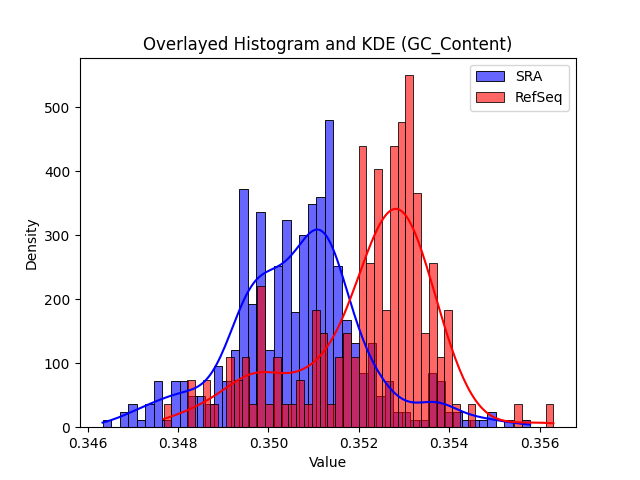 Overlayed Histogram and KDE (GC_Content)
SRA
RefSeq
Density
500
400
300
200
100
0
0.346 0.348 0.350 0.352 0.354 0.356
Value